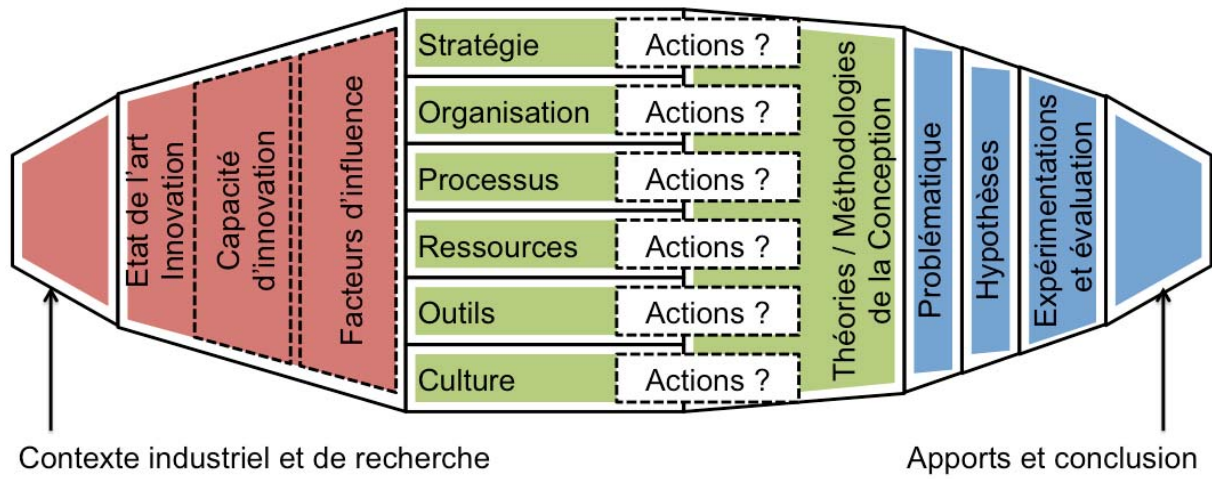 Etat de l'art
Innovation
Capacité
d'innovation
Facteurs d'influence
Stratégie
Actions ?
Organisation
Actions ?
Processus
Actions ?
Ressources
Actions ?
Outils
Actions ?
Culture
Actions ?
Théories / Méthodologies
de la Conception
Problématique
Hypothèses
Expérimentations
et évaluation
Contexte industriel et de recherche
Apports et conclusion